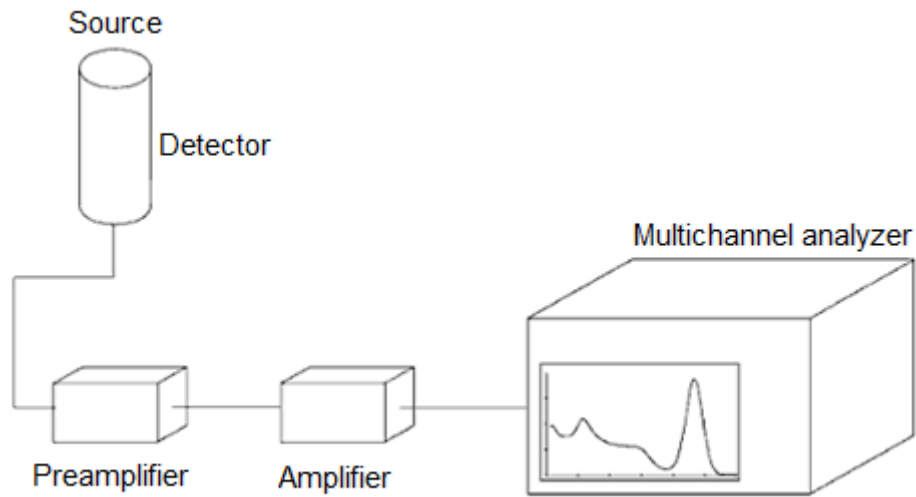 Source
Detector
Multichannel analyzer
Preamplifier
Amplifier